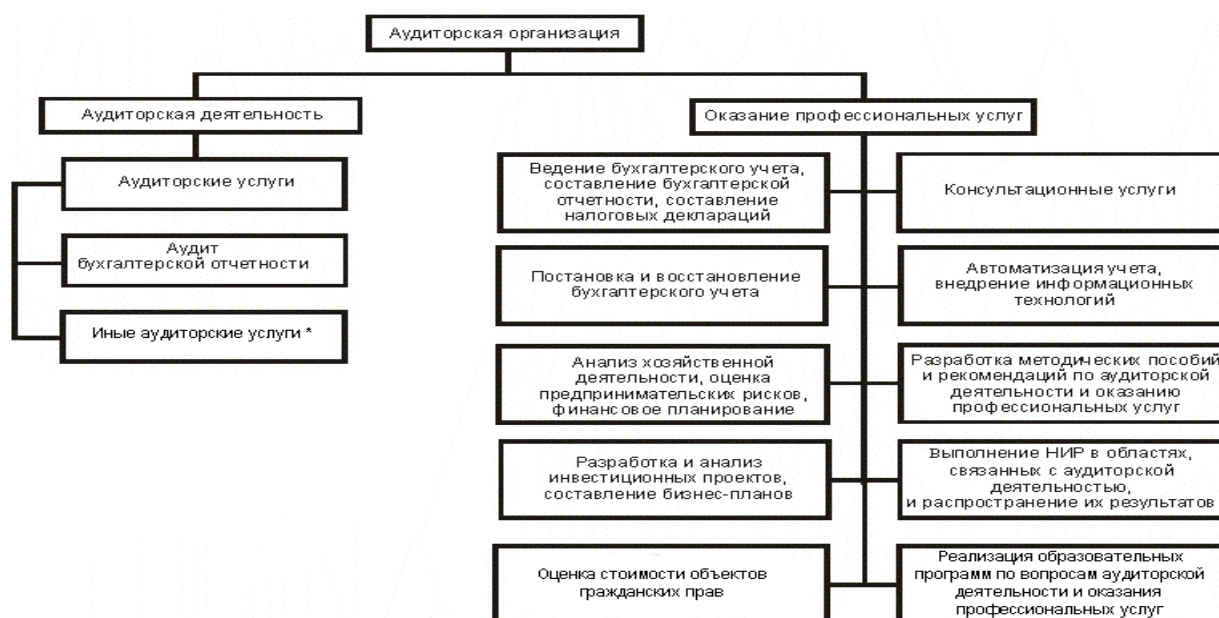 Аудиторская организация
Аудиторская деятельность
Аудиторские услуги
Аудит
бухгалтерской отчетности
Иные аудиторские услуги *
Оказание профессиональных услуг
Ведение бухгалтерского учета,
составление бухгалтерской
отчетности, составление
налоговых деклараций
Консультационные услуги
Постановка и восстановление
бухгалтерского учета
Автоматизация учета,
внедрение информационных
технологий
Анализ хозяйственной
деятельности, оценка
предпринимательских рисков,
финансовое планирование
Разработка методических пособий
и рекомендаций по аудиторской
деятельности и оказанию
профессиональных услуг
Разработка и анализ
инвестиционных проектов,
составление бизнес-планов
Выполнение НИР в областях,
связанных с аудиторской
деятельностью,
и распространение их результатов
Оценка стоимости объектов
гражданских прав
Реализация образовательных
программ по вопросам аудиторской
деятельности и оказания
профессиональных услуг